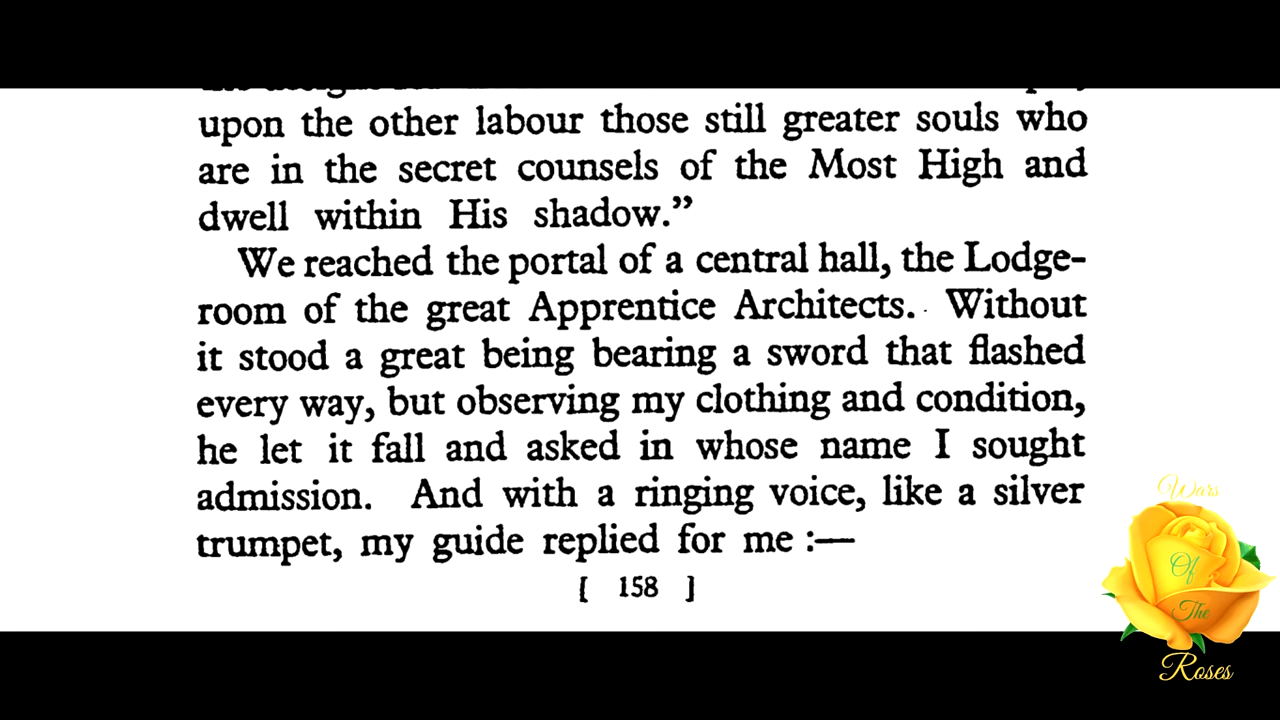 upon the other labour those still greater souls who
are in the secret counsels of the Most High and
dwell within His shadow.”
We reached the portal of a central hall, the Lodge-
room of the great Apprentice Architects. Without
it stood a great being bearing a sword that flashed
every way, but observing my clothing and condition,
he let it fall and asked in whose name I sought
admission. And with a ringing voice, like a silver
trumpet, my guide replied for me :—
[ 158 ]
Wars
Of
The
Roses